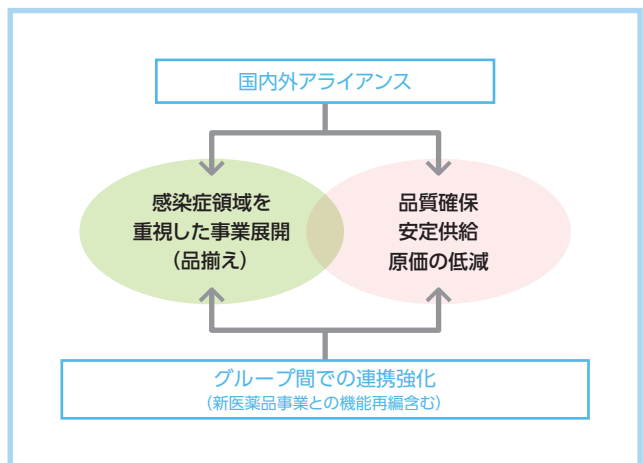 国内外アライアンス
感染症領域を
重視した事業展開
(品揃え)
品質確保
安定供給
原価の低減
グループ間での連携強化
(新医薬品事業との機能再編含む)